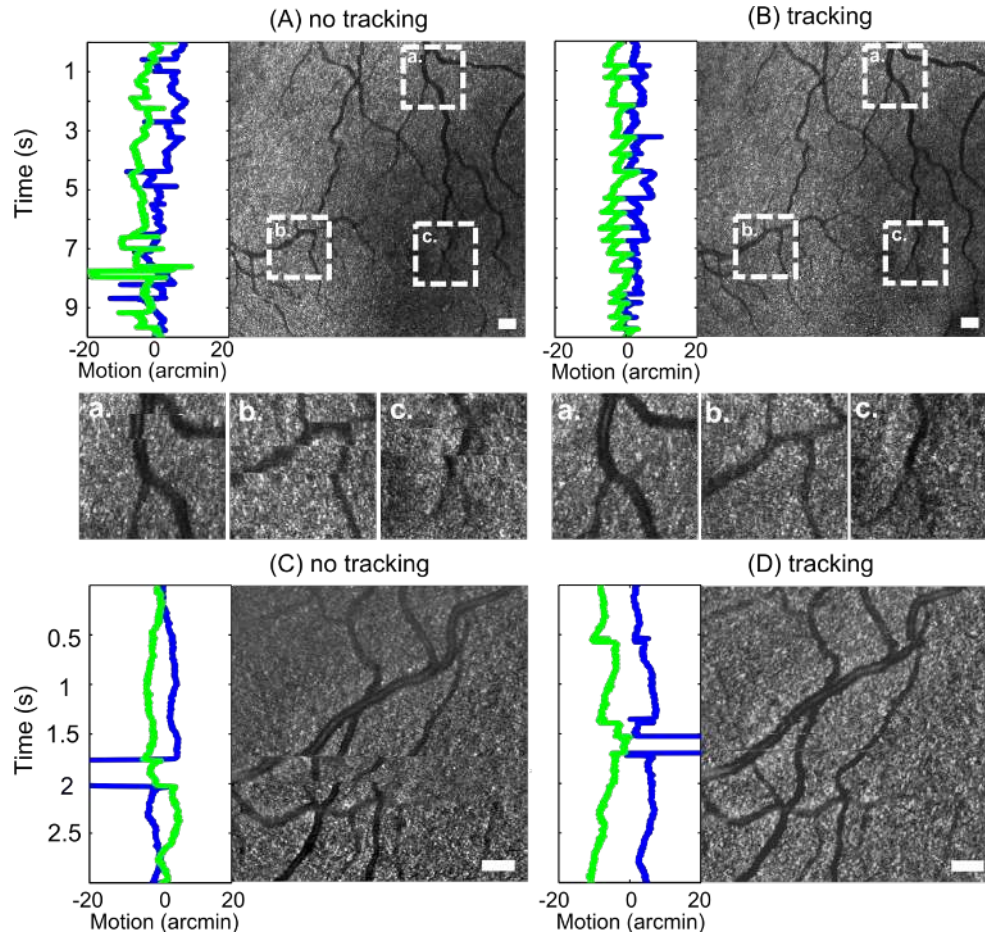 (A) no tracking
(B) tracking
Time (s)
1
3
5
7
9
a.
b.
c.
-20 0 20
Motion (arcmin)
1
3
5
7
9
a.
b.
c.
-20 0 20
Motion (arcmin)
a. b. c.
a. b. c.
(C) no tracking
(D) tracking
Time (s)
0.5
1
1.5
2
2.5
-20 0 20
Motion (arcmin)
-20 0 20
Motion (arcmin)